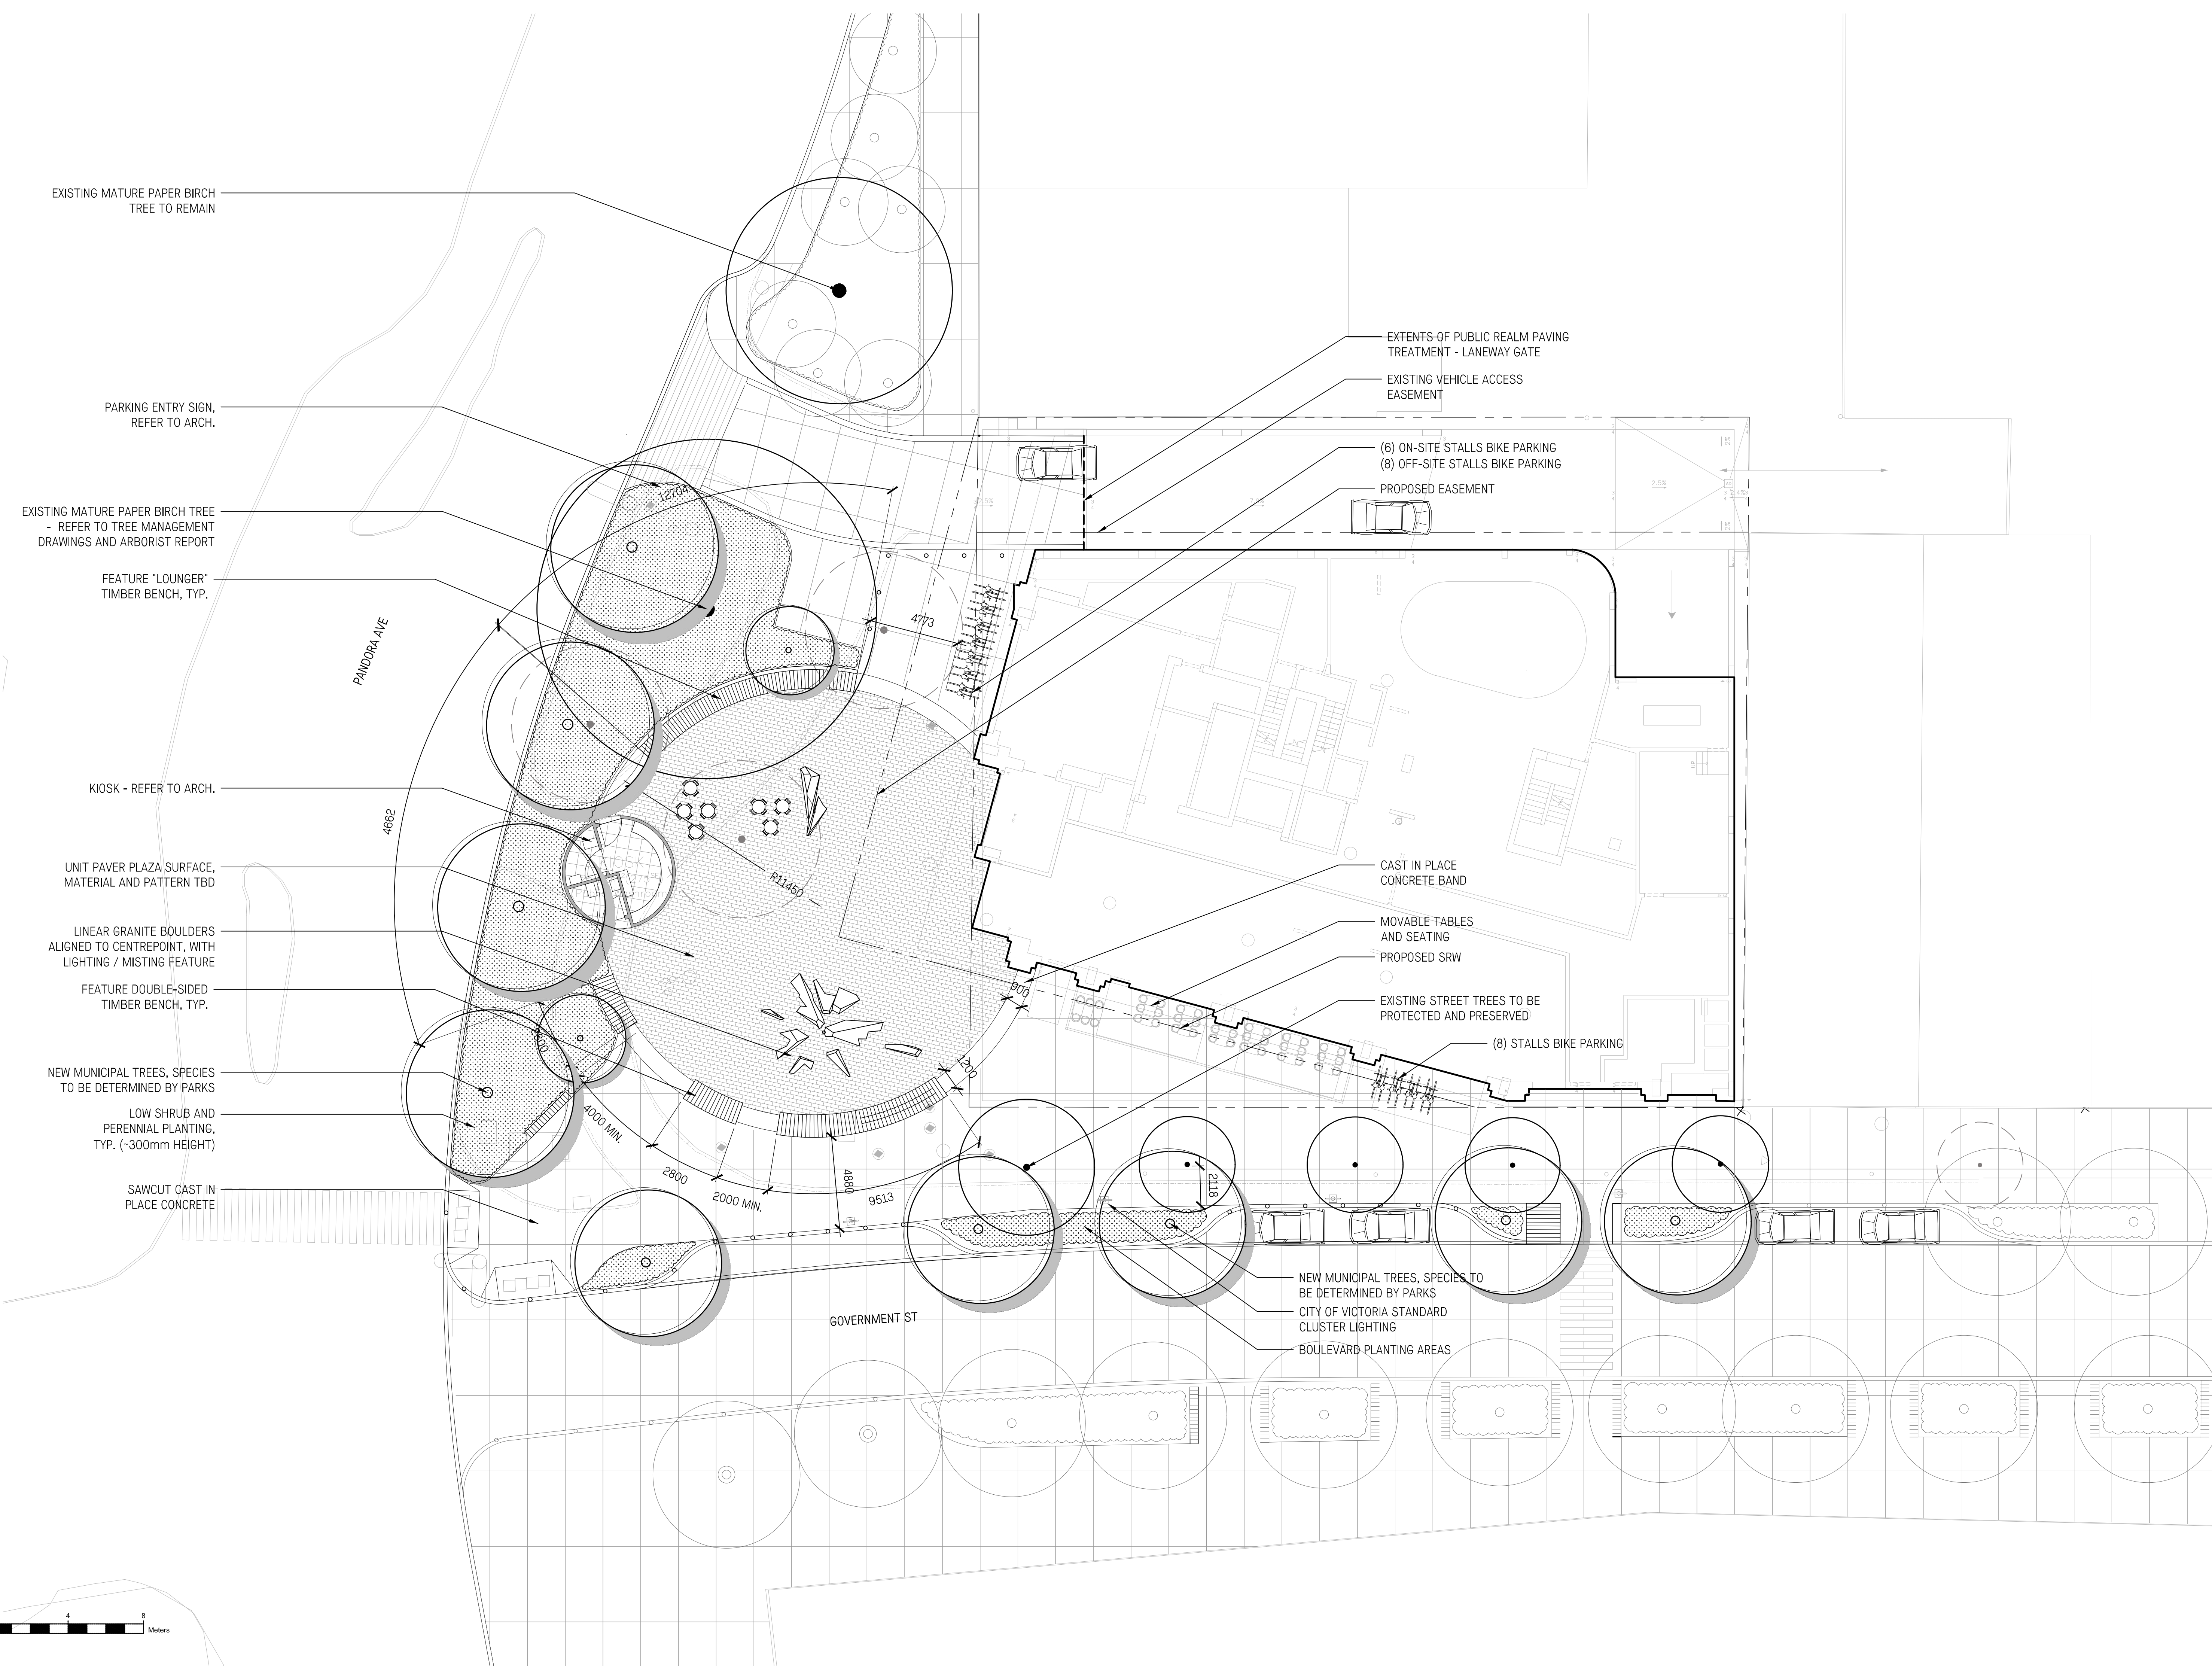 EXISTING MATURE PAPER BIRCH
TREE TO REMAIN
PARKING ENTRY SIGN,
REFER TO ARCH.
EXISTING MATURE PAPER BIRCH TREE
- REFER TO TREE MANAGEMENT
DRAWINGS AND ARBORIST REPORT
FEATURE "LOUNGER"
TIMBER BENCH, TYP.
PANDORA AVE
KIOSK - REFER TO ARCH.
UNIT PAVER PLAZA SURFACE,
MATERIAL AND PATTERN TBD
LINEAR GRANITE BOULDERS
ALIGNED TO CENTREPOINT, WITH
LIGHTING / MISTING FEATURE
FEATURE DOUBLE-SIDED
TIMBER BENCH, TYP.
NEW MUNICIPAL TREES, SPECIES
TO BE DETERMINED BY PARKS
LOW SHRUB AND
PERENNIAL PLANTING,
TYP. (~300mm HEIGHT)
SAWCUT CAST IN
PLACE CONCRETE
12704
4773
4662
R11450
900
1200
4000 MIN.
2800
2000 MIN.
4880
9513
2118
EXTENTS OF PUBLIC REALM PAVING
TREATMENT - LANEWAY GATE
EXISTING VEHICLE ACCESS
EASEMENT
(6) ON-SITE STALLS BIKE PARKING
(8) OFF-SITE STALLS BIKE PARKING
PROPOSED EASEMENT
CAST IN PLACE
CONCRETE BAND
MOVABLE TABLES
AND SEATING
PROPOSED SRW
EXISTING STREET TREES TO BE
PROTECTED AND PRESERVED
(8) STALLS BIKE PARKING
NEW MUNICIPAL TREES, SPECIES TO
BE DETERMINED BY PARKS
CITY OF VICTORIA STANDARD
CLUSTER LIGHTING
BOULEVARD PLANTING AREAS
GOVERNMENT ST
4
8
Meters